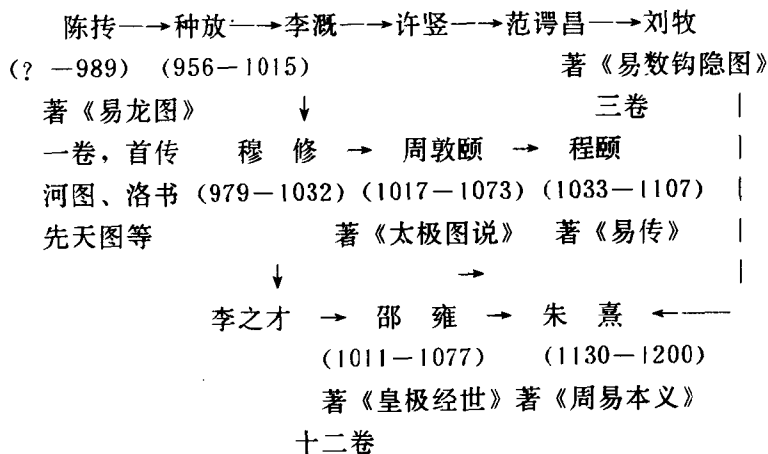 陈抟—→种放—→李溉—→许竖—→范谔昌—→刘牧
(? —989) (956—1015) 著《易数钩隐图》
著《易龙图》 ↓ 三卷
一卷，首传 穆 修 → 周敦颐 → 程颐
河图、洛书 (979—1032) (1017—1073) (1033—1107)
先天图等 著《太极图说》 著《易传》
↓ →
李之才 → 邵 雍 → 朱 熹 ←——
(1011—1077) (1130—1200)
著《皇极经世》著《周易本义》
十二卷